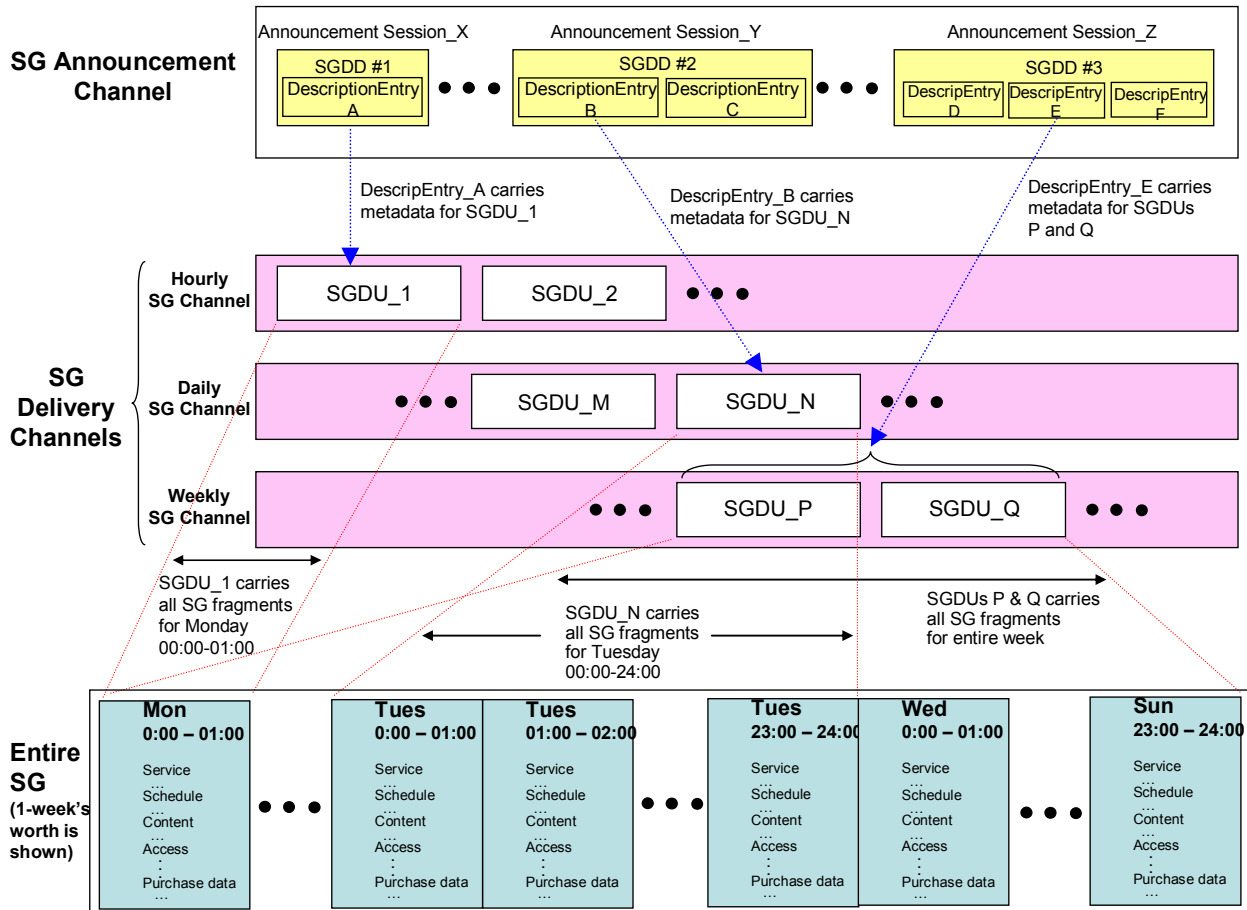 Announcement Session_X
Announcement Session_Y
Announcement Session_Z
SG Announcement
Channel
SGDD #1
DescriptionEntry
A
SGDD #2
DescriptionEntry
B
DescriptionEntry
C
SGDD #3
DescripEntry
D
DescripEntry
E
DescripEntry
F
DescripEntry_A carries
metadata for SGDU_1
DescripEntry_B carries
metadata for SGDU_N
DescripEntry_E carries
metadata for SGDUs
P and Q
SG
Delivery
Channels
Hourly
SG Channel
SGDU_1
SGDU_2
Daily
SG Channel
SGDU_M
SGDU_N
Weekly
SG Channel
SGDU_P
SGDU_Q
SGDU_1 carries
all SG fragments
for Monday
00:00-01:00
SGDU_N carries
all SG fragments
for Tuesday
00:00-24:00
SGDUs P & Q carries
all SG fragments
for entire week
Entire
SG
(1-week's
worth is
shown)
Mon
0:00 – 01:00
Service
...
Schedule
...
Content
...
Access
:
Purchase data
...
Tues
0:00 – 01:00
Service
...
Schedule
...
Content
...
Access
:
Purchase data
...
Tues
01:00 – 02:00
Service
...
Schedule
...
Content
...
Access
:
Purchase data
...
Tues
23:00 – 24:00
Service
...
Schedule
...
Content
...
Access
:
Purchase data
...
Wed
0:00 – 01:00
Service
...
Schedule
...
Content
...
Access
:
Purchase data
...
Sun
23:00 – 24:00
Service
...
Schedule
...
Content
...
Access
:
Purchase data
...